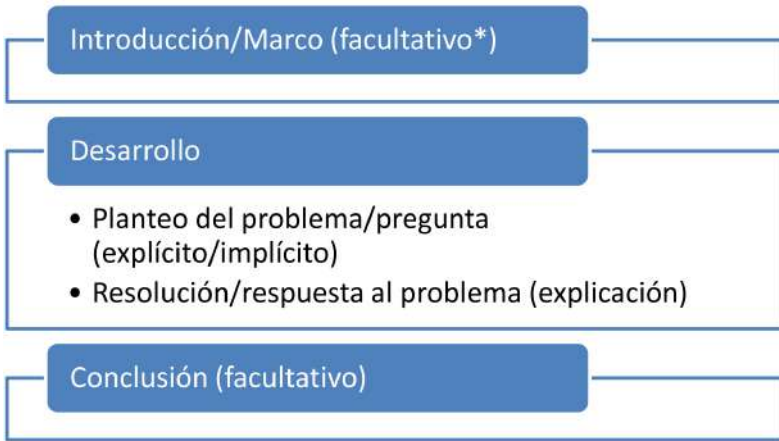 Introducción/Marco (facultativo*)
Desarrollo
• Planteo del problema/pregunta
(explícito/implícito)
• Resolución/respuesta al problema (explicación)
Conclusión (facultativo)